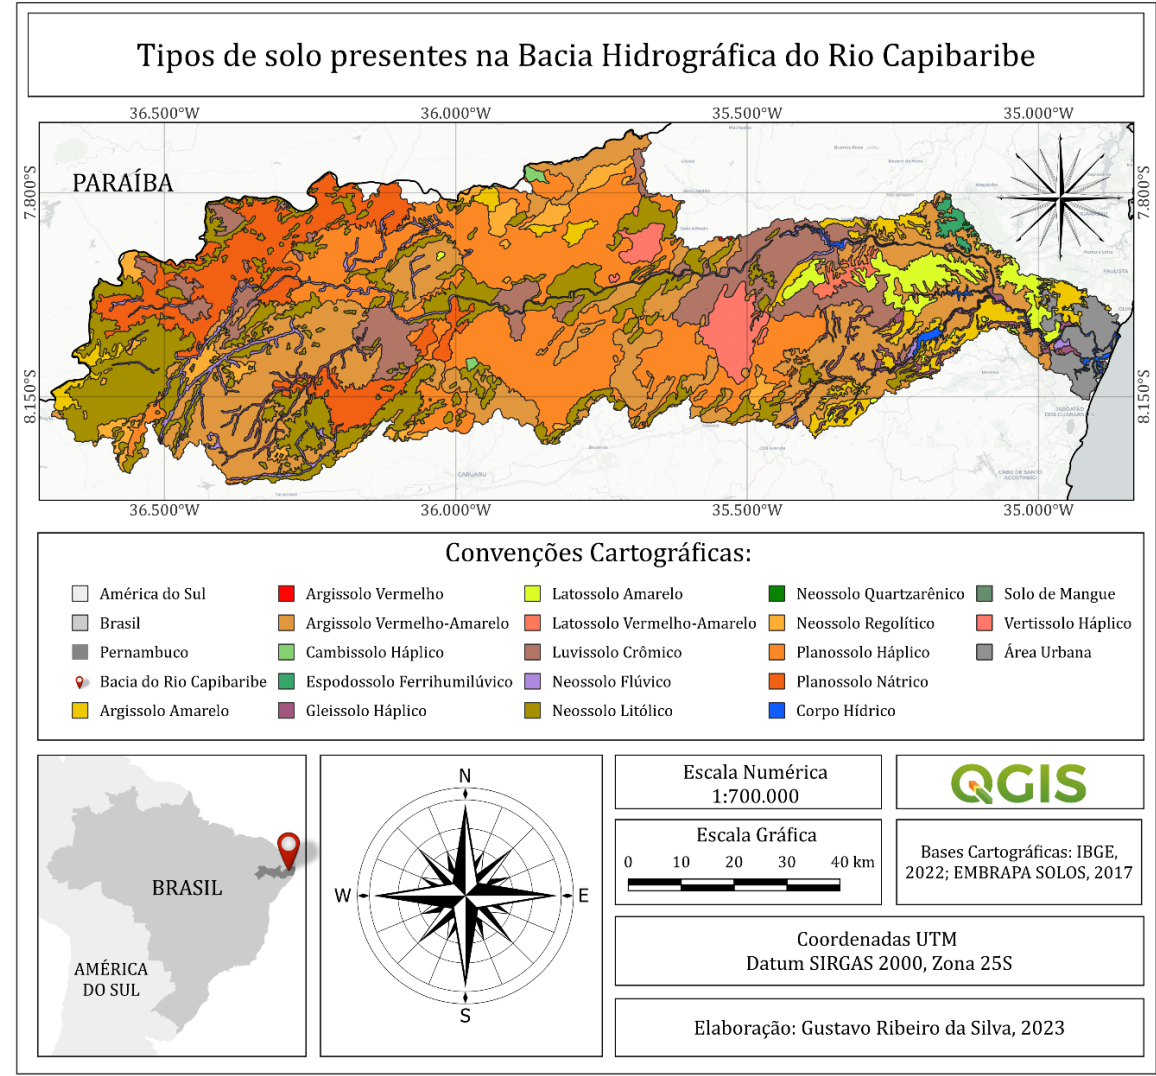 Tipos de solo presentes na Bacia Hidrográfica do Rio Capibaribe
36.500°W 36.000°W 35.500°W 35.000°W
7.800°S
8.150°S
PARAÍBA
CARUARU
7.800°S
8.150°S
36.500°W 36.000°W 35.500°W 35.000°W
Convenções Cartográficas:
América do Sul
Brasil
Pernambuco
Bacia do Rio Capibaribe
Argissolo Amarelo
Argissolo Vermelho
Argissolo Vermelho-Amarelo
Cambissolo Háplico
Espodossolo Ferrihumilúvico
Gleissolo Háplico
Latossolo Amarelo
Latossolo Vermelho-Amarelo
Luvissolo Crômico
Neossolo Flúvico
Neossolo Litólico
Neossolo Quartzarênico
Neossolo Regolítico
Planossolo Háplico
Planossolo Nátrico
Corpo Hídrico
Solo de Mangue
Vertissolo Háplico
Área Urbana
BRASIL
AMÉRICA
DO SUL
N
W
E
S
Escala Numérica
1:700.000
Escala Gráfica
0 10 20 30 40 km
QGIS
Bases Cartográficas: IBGE,
2022; EMBRAPA SOLOS, 2017
Coordenadas UTM
Datum SIRGAS 2000, Zona 25S
Elaboração: Gustavo Ribeiro da Silva, 2023